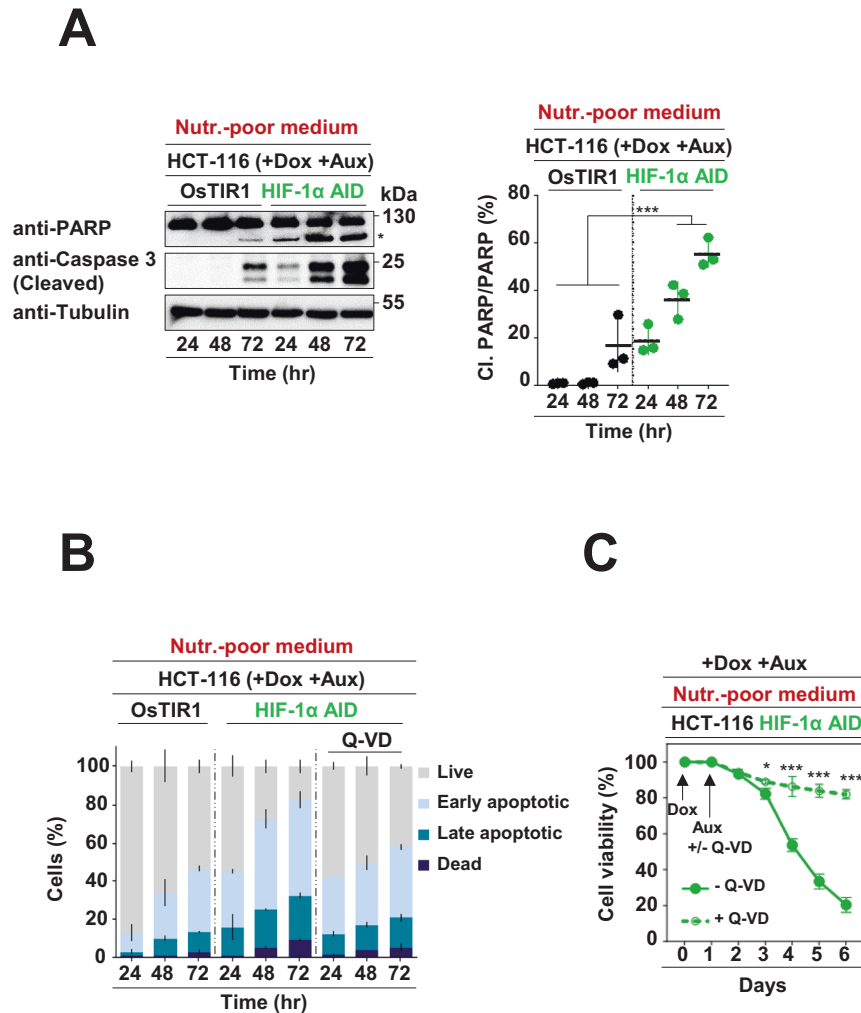 A
Nutr.-poor medium
HCT-116 (+Dox +Aux)
OsTIR1 HIF-1α AID kDa
130
anti-PARP
*
anti-Caspase 3
(Cleaved)
25
anti-Tubulin
55
24 48 72 24 48 72
Time (hr)
Nutr.-poor medium
HCT-116 (+Dox +Aux)
OsTIR1 HIF-1α AID
Cl. PARP/PARP (%)
80
60
40
20
0
***
24 48 72 24 48 72
Time (hr)
B
Nutr.-poor medium
HCT-116 (+Dox +Aux)
OsTIR1 HIF-1α AID
Q-VD
Cells (%)
100
80
60
40
20
0
Live
Early apoptotic
Late apoptotic
Dead
24 48 72 24 48 72 24 48 72
Time (hr)
C
+Dox +Aux
Nutr.-poor medium
HCT-116 HIF-1α AID
Cell viability (%)
100
80
60
40
20
0
* *** *** ***
Dox
Aux
+/- Q-VD
- Q-VD
+ Q-VD
0 1 2 3 4 5 6
Days